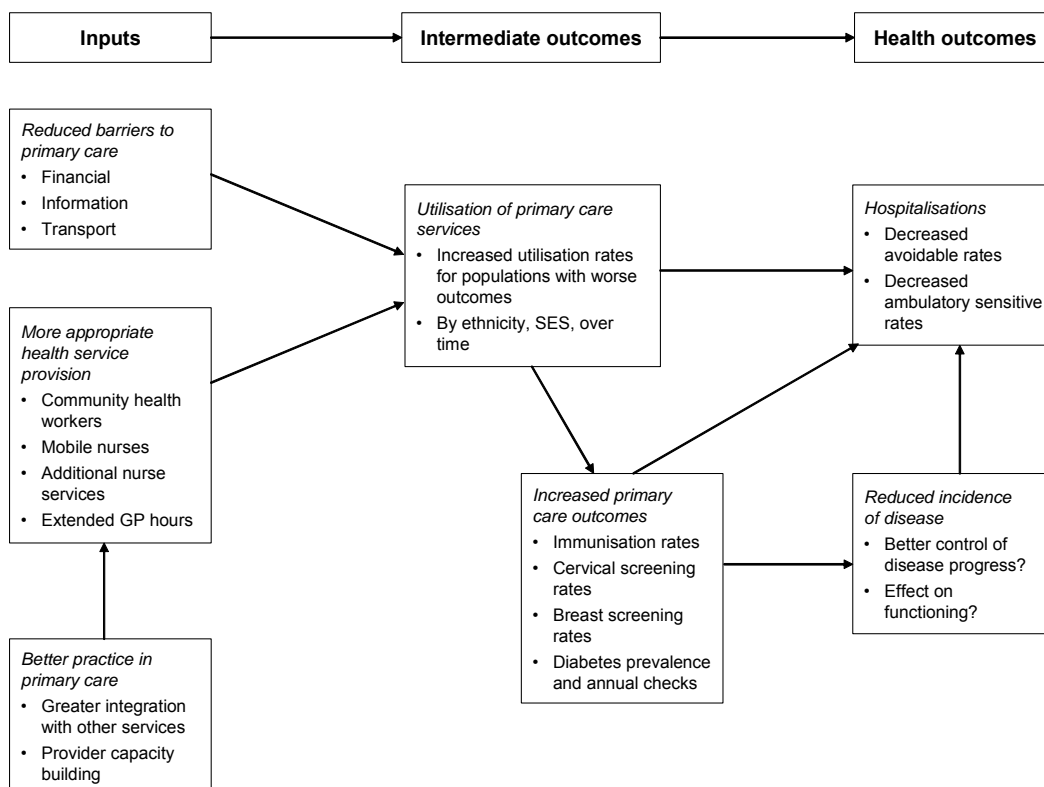 Inputs
Intermediate outcomes
Health outcomes
Reduced barriers to
primary care
• Financial
• Information
• Transport
More appropriate
health service
provision
• Community health
workers
• Mobile nurses
• Additional nurse
services
• Extended GP hours
Better practice in
primary care
• Greater integration
with other services
• Provider capacity
building
Utilisation of primary care
services
• Increased utilisation rates
for populations with worse
outcomes
• By ethnicity, SES, over
time
Increased primary
care outcomes
• Immunisation rates
• Cervical screening
rates
• Breast screening
rates
• Diabetes prevalence
and annual checks
Hospitalisations
• Decreased
avoidable rates
• Decreased
ambulatory sensitive
rates
Reduced incidence
of disease
• Better control of
disease progress?
• Effect on
functioning?